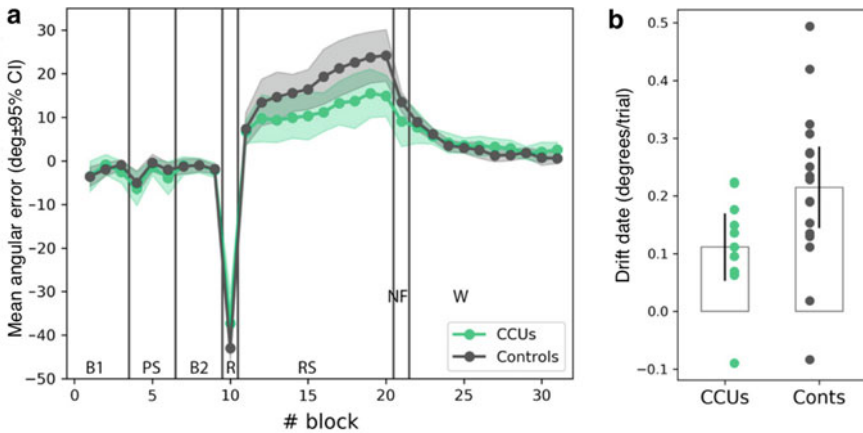 a
Mean angular error (deg±95% CI)
30
20
10
0
−10
−20
−30
−40
−50
B1
PS
B2
R
RS
NF
W
CCUs
Controls
0
5
10
15
20
25
30
# block
b
Drift date (degrees/trial)
0.5
0.4
0.3
0.2
0.1
0.0
−0.1
CCUs
Conts